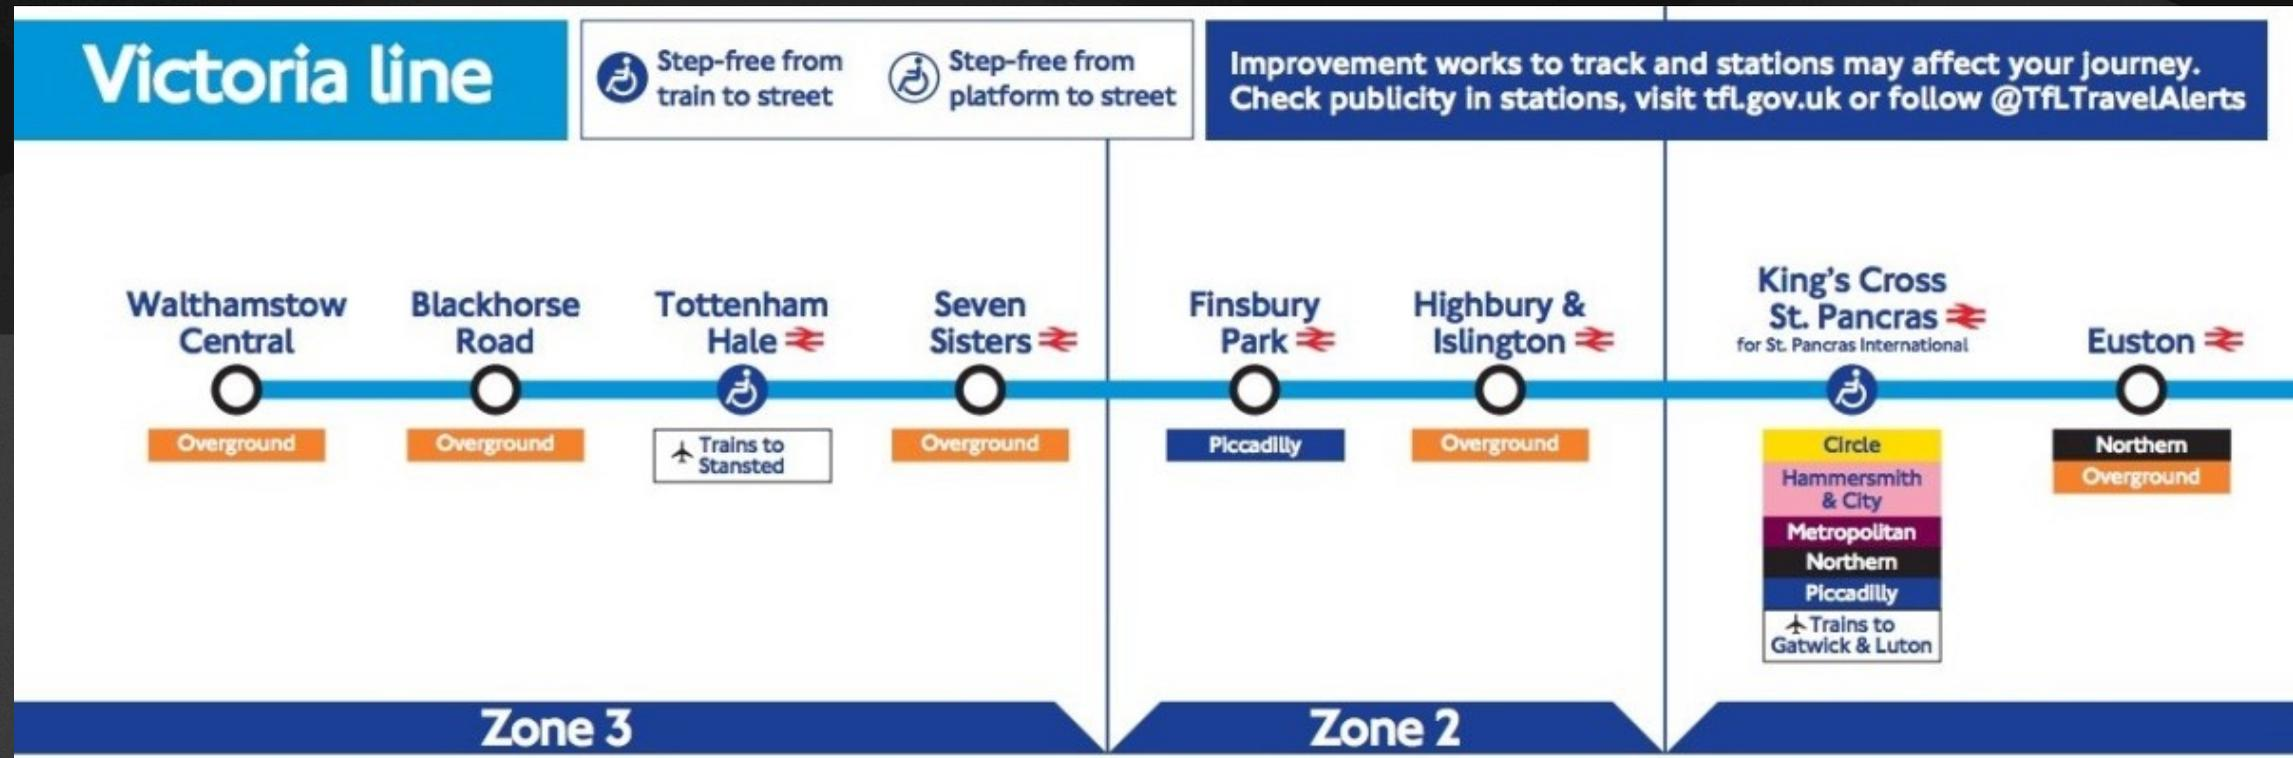 Victoria line
Step-free from
train to street
Step-free from
platform to street
Improvement works to track and stations may affect your journey.
Check publicity in stations, visit tfl.gov.uk or follow @TfLTravelAlerts
Walthamstow
Central
Overground
Blackhorse
Road
Overground
Tottenham
Hale
Trains to
Stansted
Seven
Sisters
Overground
Finsbury
Park
Piccadilly
Highbury &
Islington
Overground
King's Cross
St. Pancras
for St. Pancras International
Circle
Hammersmith
& City
Metropolitan
Northern
Piccadilly
Trains to
Gatwick & Luton
Euston
Northern
Overground
Zone 3
Zone 2